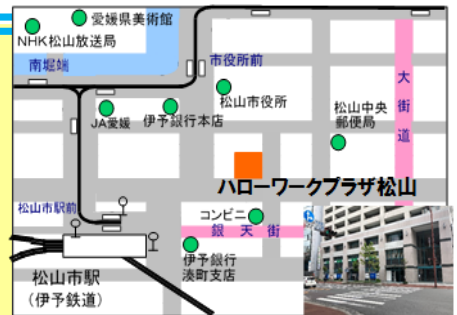 愛媛県美術館
NHK松山放送局
南堀端
市役所前
大街道
松山市役所
松山中央
郵便局
JA愛媛
伊予銀行本店
ハローワークプラザ松山
松山市駅前
コンビニ
銀天街
伊予銀行
湊町支店
松山市駅
(伊予鉄道)